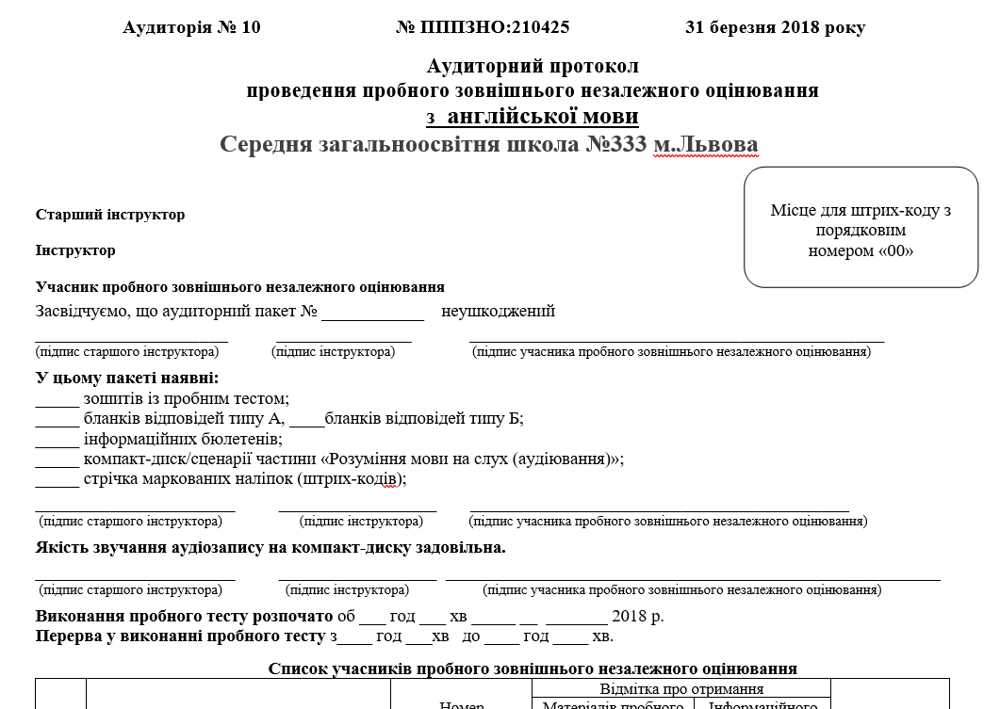 Аудиторія № 10 № ПППЗНО:210425 31 березня 2018 року
Аудиторний протокол
проведення пробного зовнішнього незалежного оцінювання
з англійської мови
Середня загальноосвітня школа №333 м.Львова
Місце для штрих-коду з
порядковим
номером «00»
Старший інструктор
Інструктор
Учасник пробного зовнішнього незалежного оцінювання
Засвідчуємо, що аудиторний пакет № ____________ неушкоджений
(підпис старшого інструктора) (підпис інструктора) (підпис учасника пробного зовнішнього незалежного оцінювання)
У цьому пакеті наявні:
_____ зошитів із пробним тестом;
_____ бланків відповідей типу А, ____бланків відповідей типу Б;
_____ інформаційних бюлетенів;
_____ компакт-диск/сценарії частини «Розуміння мови на слух (аудіювання)»;
_____ стрічка маркованих наліпок (штрих-кодів);
(підпис старшого інструктора) (підпис інструктора) (підпис учасника пробного зовнішнього незалежного оцінювання)
Якість звучання аудіозапису на компакт-диску задовільна.
(підпис старшого інструктора) (підпис інструктора) (підпис учасника пробного зовнішнього незалежного оцінювання)
Виконання пробного тесту розпочато об ___ год ___ хв _____ __ _______ 2018 р.
Перерва у виконанні пробного тесту з____ год ___хв до ____ год ____ хв.
Список учасників пробного зовнішнього незалежного оцінювання
Відмітка про отримання
Номер Матеріалів пробного Інформаційного